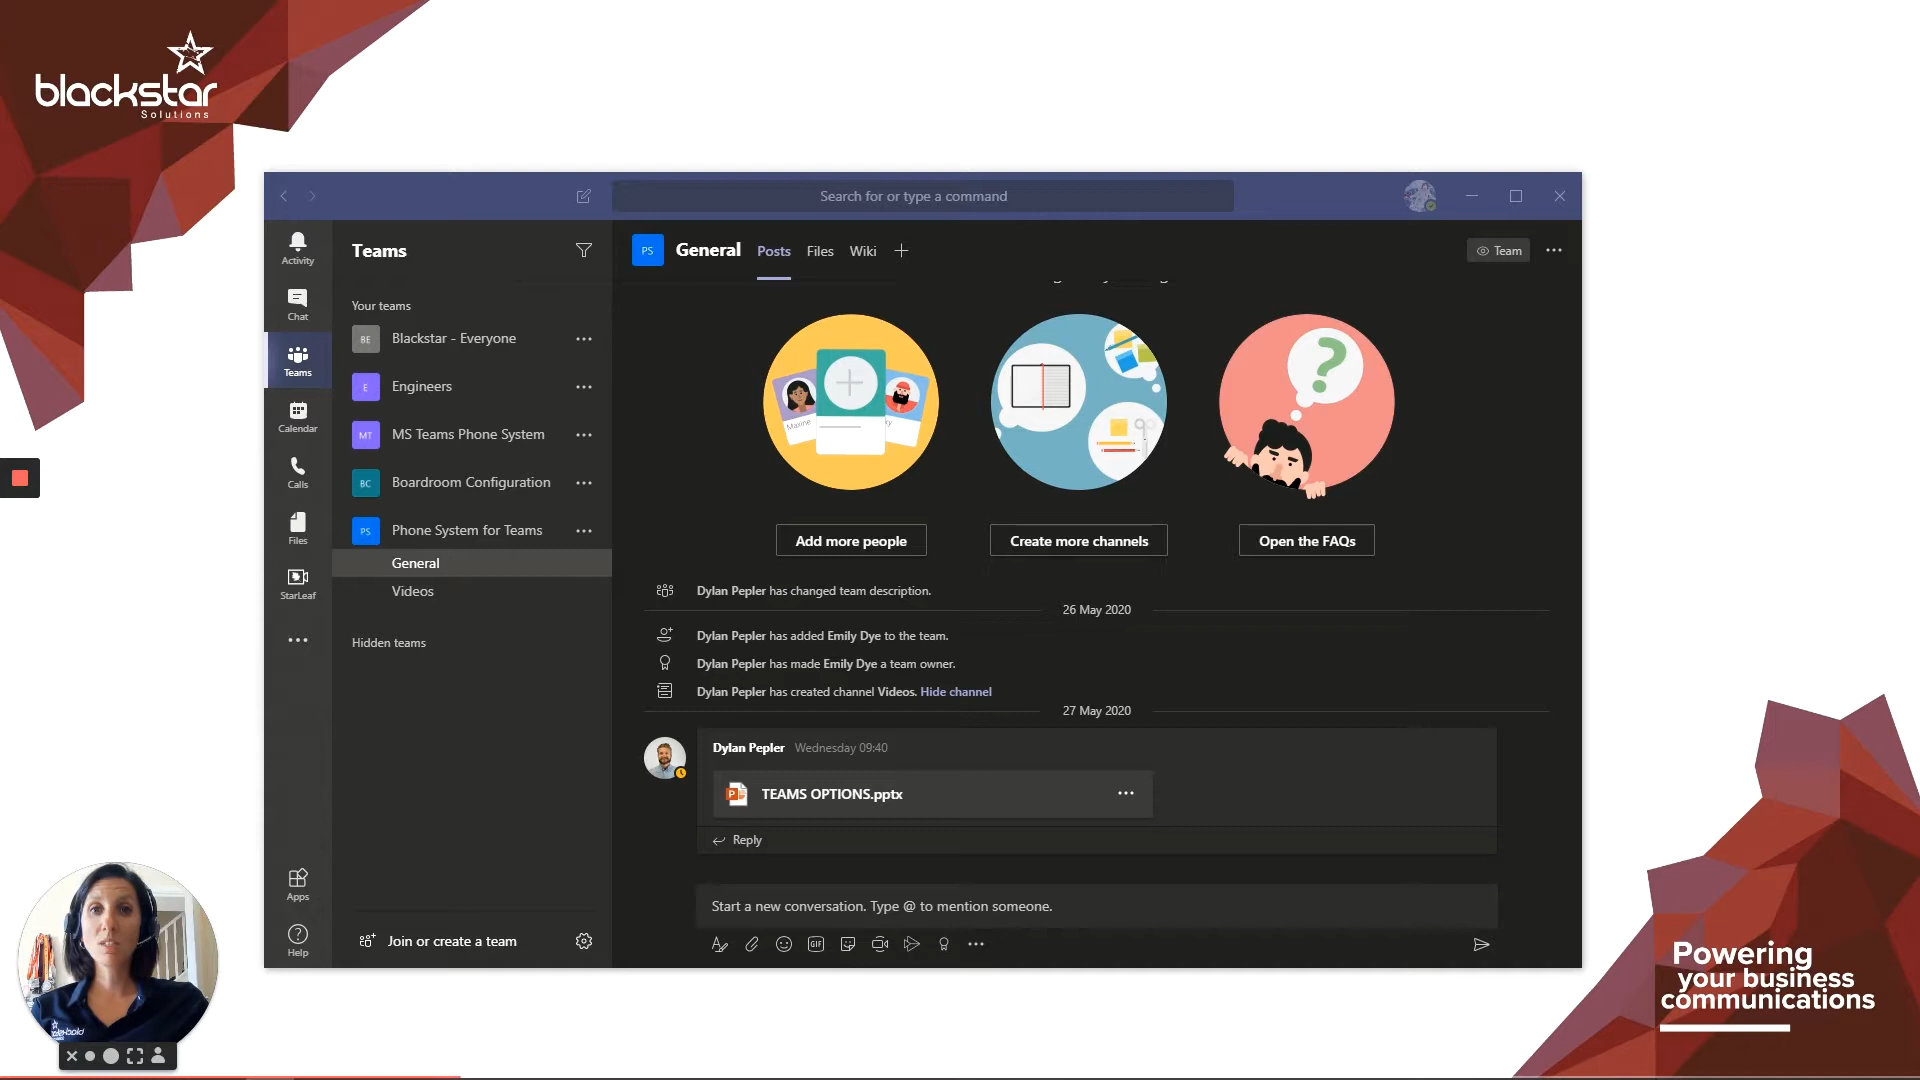 blackstar
Solutions
Search for or type a command
Activity
Chat
Teams
Calendar
Calls
Files
StarLeaf
Apps
Help
Teams
Your teams
BE Blackstar - Everyone
E Engineers
MT MS Teams Phone System
BC Boardroom Configuration
PS Phone System for Teams
General
Videos
Hidden teams
Join or create a team
PS General Posts Files Wiki
Team
Maxine
GIF
Add more people
Create more channels
Open the FAQs
Dylan Pepler has changed team description.
26 May 2020
Dylan Pepler has added Emily Dye to the team.
Dylan Pepler has made Emily Dye a team owner.
Dylan Pepler has created channel Videos. Hide channel
27 May 2020
Dylan Pepler Wednesday 09:40
TEAMS OPTIONS.pptx
Reply
Start a new conversation. Type @ to mention someone.
Powering
your business
communications